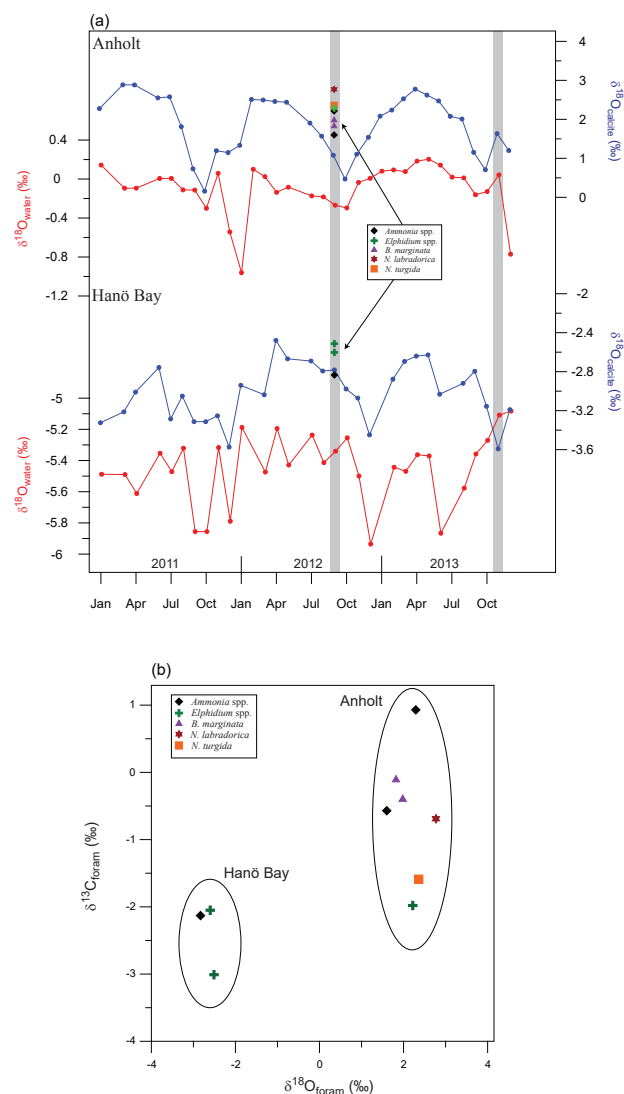 (a)
Anholt
4
3
2
1
0
δ18Ocalcite (‰)
0.4
0
-0.4
-0.8
-1.2
δ18Owater (‰)
Ammonia spp.
Elphidium spp.
B. marginata
N. labradorica
N. turgida
Hanö Bay
-2
-2.4
-2.8
-3.2
-3.6
δ18Ocalcite (‰)
-5
-5.2
-5.4
-5.6
-5.8
-6
δ18Owater (‰)
2011 2012 2013
Jan Apr Jul Oct Jan Apr Jul Oct Jan Apr Jul Oct
(b)
Ammonia spp.
Elphidium spp.
B. marginata
N. labradorica
N. turgida
Anholt
Hanö Bay
1
0
-1
-2
-3
-4
δ13Cforam (‰)
-4 -2 0 2 4
δ18Oforam (‰)